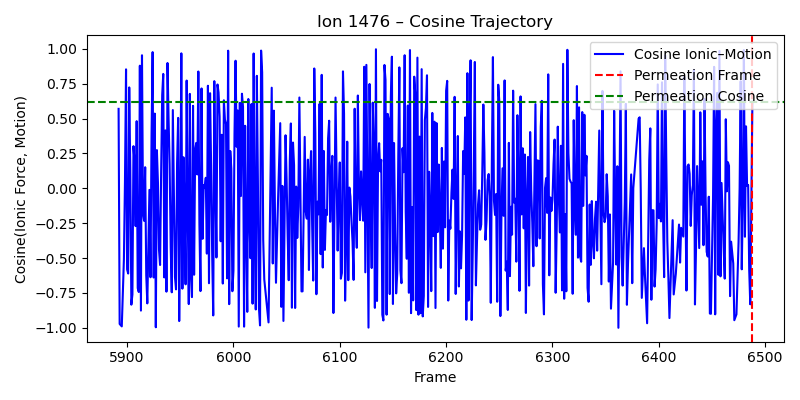 Ion 1476 – Cosine Trajectory
Cosine(Ionic Force, Motion)
1.00
0.75
0.50
0.25
0.00
−0.25
−0.50
−0.75
−1.00
Cosine Ionic–Motion
Permeation Frame
Permeation Cosine
5900 6000 6100 6200 6300 6400 6500
Frame